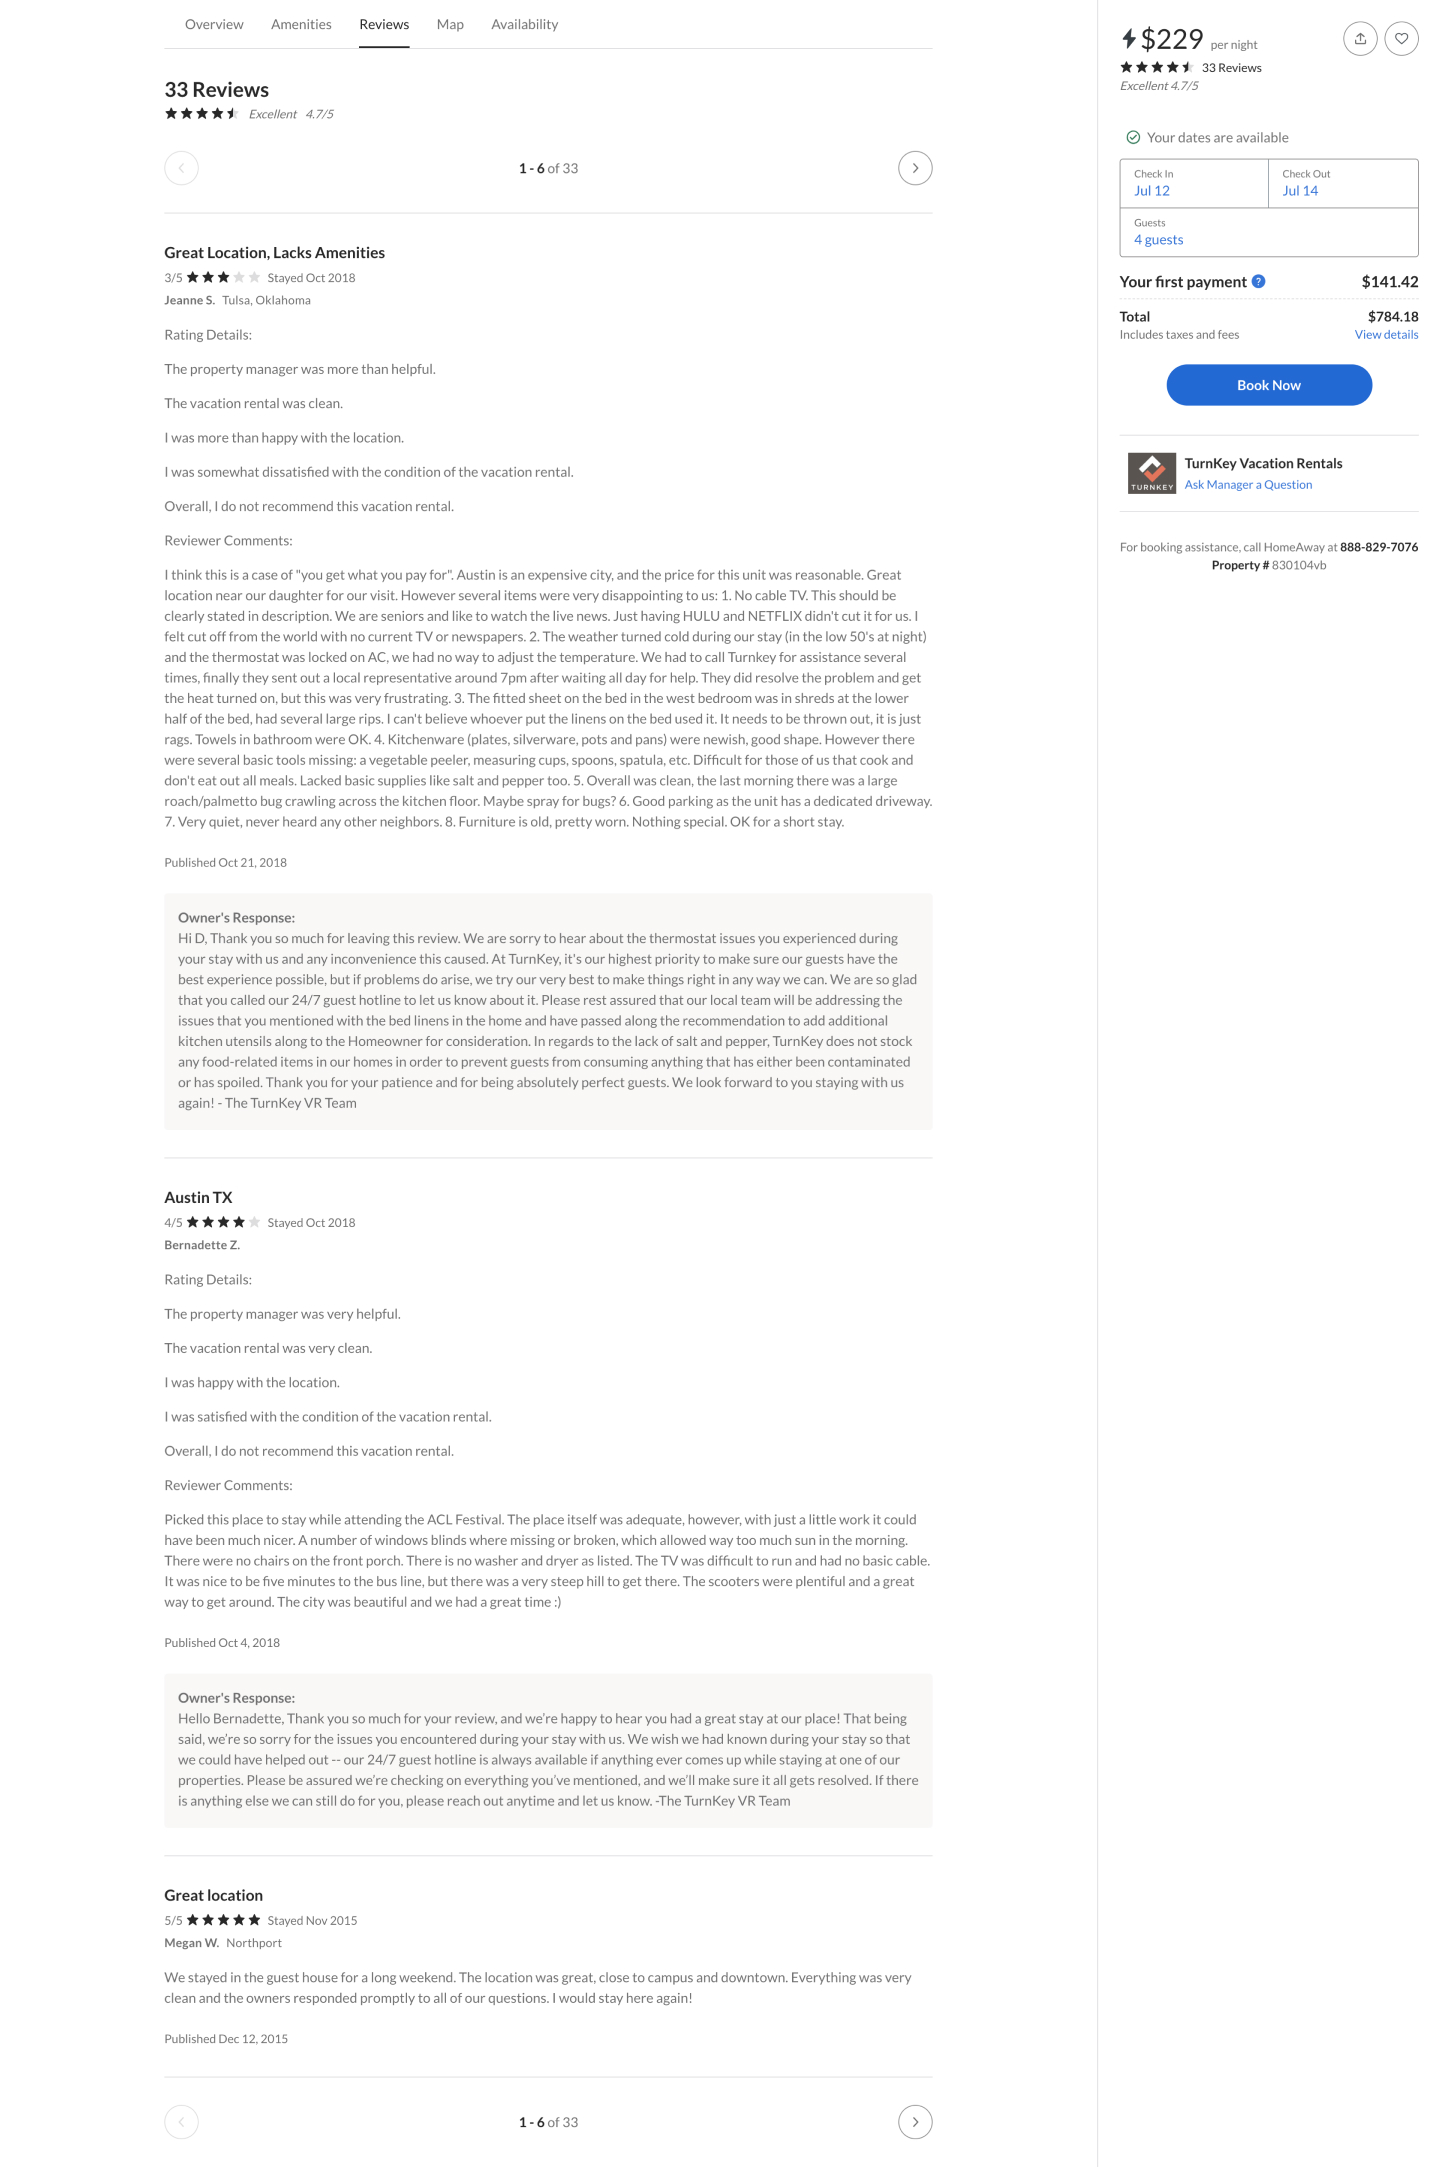 Overview Amenities Reviews Map Availability
33 Reviews
Excellent 4.7/5
1 - 6 of 33
Great Location, Lacks Amenities
3/5 Stayed Oct 2018
Jeanne S. Tulsa, Oklahoma
Rating Details:
The property manager was more than helpful.
The vacation rental was clean.
I was more than happy with the location.
I was somewhat dissatisfied with the condition of the vacation rental.
Overall, I do not recommend this vacation rental.
Reviewer Comments:
I think this is a case of "you get what you pay for". Austin is an expensive city, and the price for this unit was reasonable. Great
location near our daughter for our visit. However several items were very disappointing to us: 1. No cable TV. This should be
clearly stated in description. We are seniors and like to watch the live news. Just having HULU and NETFLIX didn't cut it for us. I
felt cut off from the world with no current TV or newspapers. 2. The weather turned cold during our stay (in the low 50's at night)
and the thermostat was locked on AC, we had no way to adjust the temperature. We had to call Turnkey for assistance several
times, finally they sent out a local representative around 7pm after waiting all day for help. They did resolve the problem and get
the heat turned on, but this was very frustrating. 3. The fitted sheet on the bed in the west bedroom was in shreds at the lower
half of the bed, had several large rips. I can't believe whoever put the linens on the bed used it. It needs to be thrown out, it is just
rags. Towels in bathroom were OK. 4. Kitchenware (plates, silverware, pots and pans) were newish, good shape. However there
were several basic tools missing: a vegetable peeler, measuring cups, spoons, spatula, etc. Difficult for those of us that cook and
don't eat out all meals. Lacked basic supplies like salt and pepper too. 5. Overall was clean, the last morning there was a large
roach/palmetto bug crawling across the kitchen floor. Maybe spray for bugs? 6. Good parking as the unit has a dedicated driveway.
7. Very quiet, never heard any other neighbors. 8. Furniture is old, pretty worn. Nothing special. OK for a short stay.
Published Oct 21, 2018
Owner's Response:
Hi D, Thank you so much for leaving this review. We are sorry to hear about the thermostat issues you experienced during
your stay with us and any inconvenience this caused. At TurnKey, it's our highest priority to make sure our guests have the
best experience possible, but if problems do arise, we try our very best to make things right in any way we can. We are so glad
that you called our 24/7 guest hotline to let us know about it. Please rest assured that our local team will be addressing the
issues that you mentioned with the bed linens in the home and have passed along the recommendation to add additional
kitchen utensils along to the Homeowner for consideration. In regards to the lack of salt and pepper, TurnKey does not stock
any food-related items in our homes in order to prevent guests from consuming anything that has either been contaminated
or has spoiled. Thank you for your patience and for being absolutely perfect guests. We look forward to you staying with us
again! - The TurnKey VR Team
Austin TX
4/5 Stayed Oct 2018
Bernadette Z.
Rating Details:
The property manager was very helpful.
The vacation rental was very clean.
I was happy with the location.
I was satisfied with the condition of the vacation rental.
Overall, I do not recommend this vacation rental.
Reviewer Comments:
Picked this place to stay while attending the ACL Festival. The place itself was adequate, however, with just a little work it could
have been much nicer. A number of windows blinds where missing or broken, which allowed way too much sun in the morning.
There were no chairs on the front porch. There is no washer and dryer as listed. The TV was difficult to run and had no basic cable.
It was nice to be five minutes to the bus line, but there was a very steep hill to get there. The scooters were plentiful and a great
way to get around. The city was beautiful and we had a great time :)
Published Oct 4, 2018
Owner's Response:
Hello Bernadette, Thank you so much for your review, and we’re happy to hear you had a great stay at our place! That being
said, we’re so sorry for the issues you encountered during your stay with us. We wish we had known during your stay so that
we could have helped out -- our 24/7 guest hotline is always available if anything ever comes up while staying at one of our
properties. Please be assured we’re checking on everything you’ve mentioned, and we’ll make sure it all gets resolved. If there
is anything else we can still do for you, please reach out anytime and let us know. -The TurnKey VR Team
Great location
5/5 Stayed Nov 2015
Megan W. Northport
We stayed in the guest house for a long weekend. The location was great, close to campus and downtown. Everything was very
clean and the owners responded promptly to all of our questions. I would stay here again!
Published Dec 12, 2015
1 - 6 of 33
$229 per night
33 Reviews
Excellent 4.7/5
Your dates are available
Check In Check Out
Jul 12 Jul 14
Guests
4 guests
Your first payment ? $141.42
Total $784.18
Includes taxes and fees View details
Book Now
TURNKEY
TurnKey Vacation Rentals
Ask Manager a Question
For booking assistance, call HomeAway at 888-829-7076
Property # 830104vb